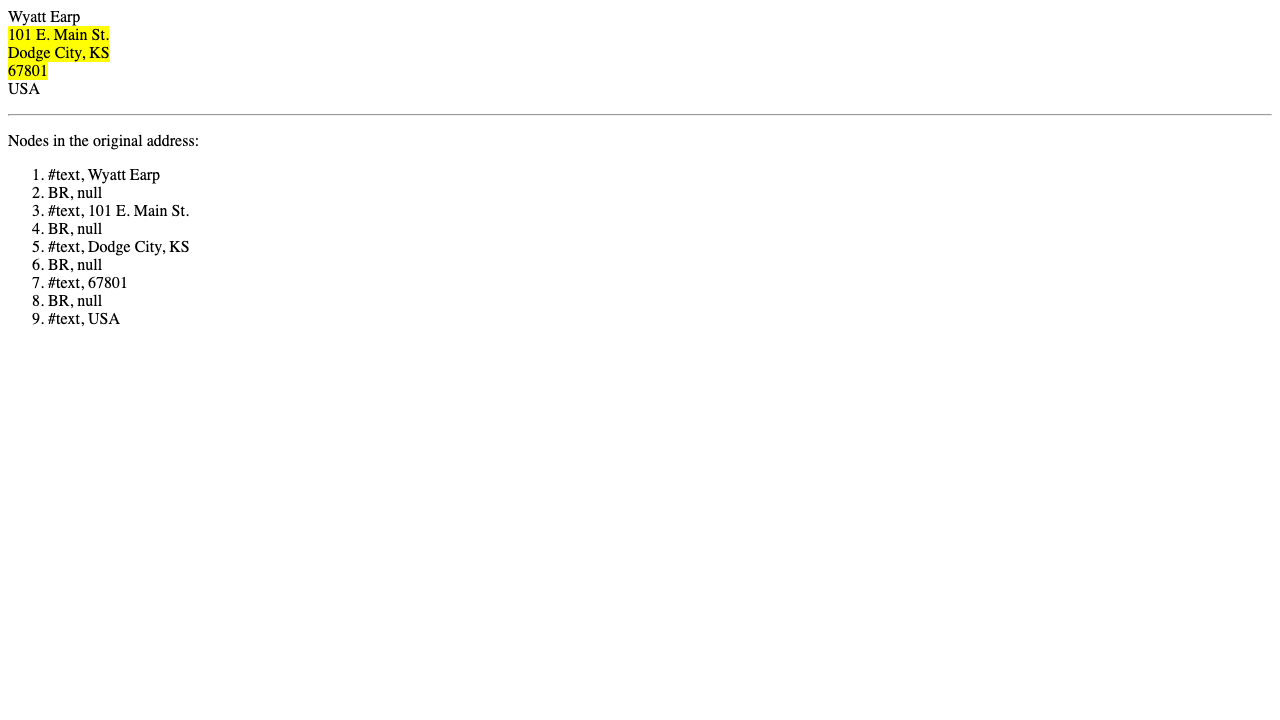 Wyatt Earp
101 E. Main St.
Dodge City, KS
67801
USA
Nodes in the original address:
1. #text, Wyatt Earp
2. BR, null
3. #text, 101 E. Main St.
4. BR, null
5. #text, Dodge City, KS
6. BR, null
7. #text, 67801
8. BR, null
9. #text, USA